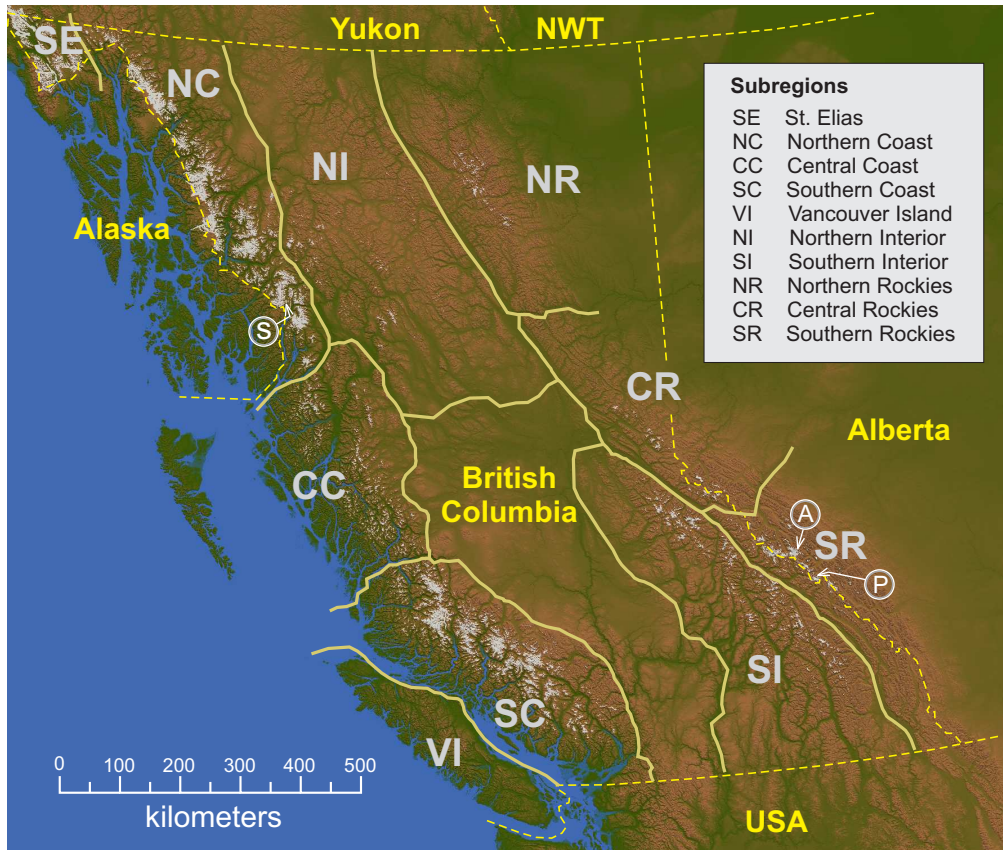 Yukon
NWT
SE
NC
NI
NR
Alaska
S
CC
British
Columbia
CR
Alberta
A
SR
P
SI
SC
VI
USA
Subregions
SE St. Elias
NC Northern Coast
CC Central Coast
SC Southern Coast
VI Vancouver Island
NI Northern Interior
SI Southern Interior
NR Northern Rockies
CR Central Rockies
SR Southern Rockies
0 100 200 300 400 500
kilometers